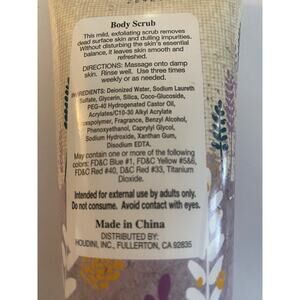 Body Scrub
This mild, exfoliating scrub removes
dead surface skin and dulling impurities.
Without disturbing the skin's essential
balance, it leaves skin smooth and
refreshed.
DIRECTIONS: Massage onto damp
skin. Rinse well. Use three times
weekly or as needed.
INGREDIENTS: Deionized Water, Sodium Laureth
Sulfate, Glycerin, Silica, Coco-Glucoside,
PEG-40 Hydrogenated Castor Oil,
Acrylates/C10-30 Alkyl Acrylate
Crosspolymer, Fragrance, Benzyl Alcohol,
Phenoxyethanol, Caprylyl Glycol,
Sodium Hydroxide, Xanthan Gum,
Disodium EDTA.
May contain one or more of the following
colors: FD&C Blue #1, FD&C Yellow #5&6,
FD&C Red #40, D&C Red #33, Titanium
Dioxide.
Intended for external use by adults only.
Do not consume. Avoid contact with eyes.
Made in China
DISTRIBUTED BY:
HOUDINI, INC., FULLERTON, CA 92835